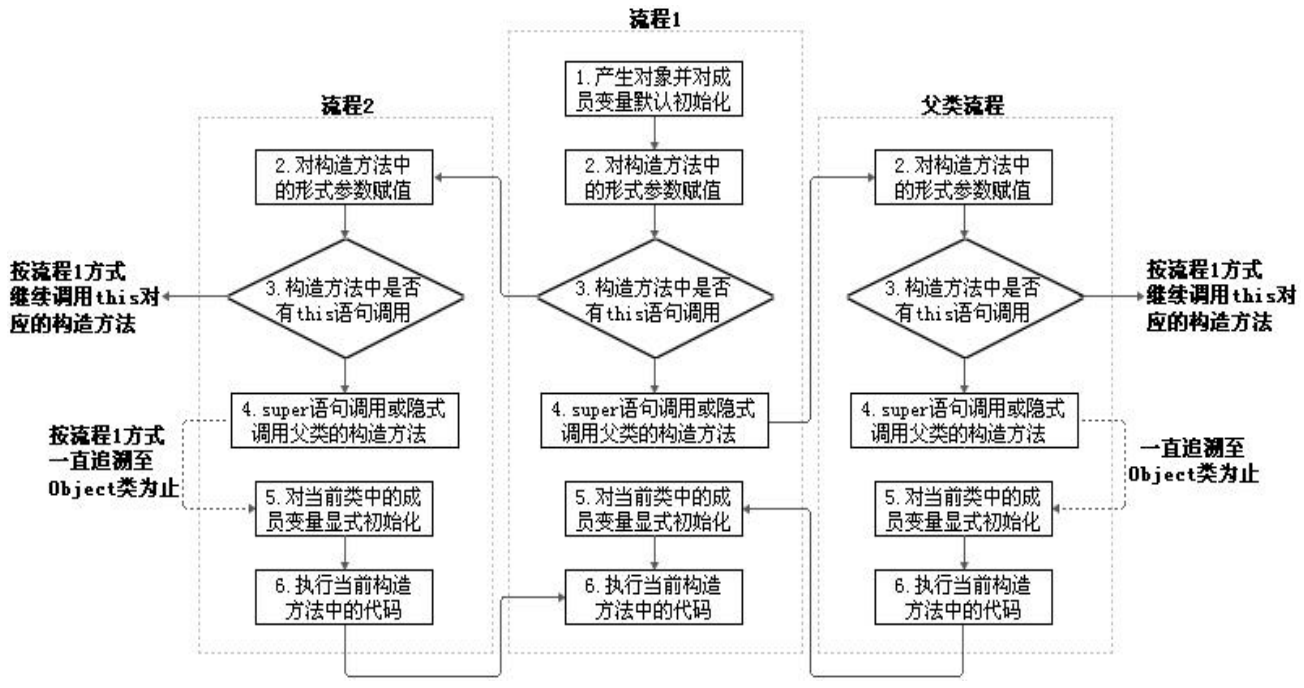 流程1
1.产生对象并对成
员变量默认初始化
流程2
2.对构造方法中
的形式参数赋值
3.构造方法中是否
有this语句调用
按流程1方式
继续调用this对
应的构造方法
4.super语句调用或隐式
调用父类的构造方法
按流程1方式
一直追溯至
Object类为止
5.对当前类中的成
员变量显式初始化
6.执行当前构造
方法中的代码
2.对构造方法中
的形式参数赋值
3.构造方法中是否
有this语句调用
4.super语句调用或隐式
调用父类的构造方法
5.对当前类中的成
员变量显式初始化
6.执行当前构造
方法中的代码
父类流程
2.对构造方法中
的形式参数赋值
3.构造方法中是否
有this语句调用
按流程1方式
继续调用this对
应的构造方法
4.super语句调用或隐式
调用父类的构造方法
一直追溯至
Object类为止
5.对当前类中的成
员变量显式初始化
6.执行当前构造
方法中的代码